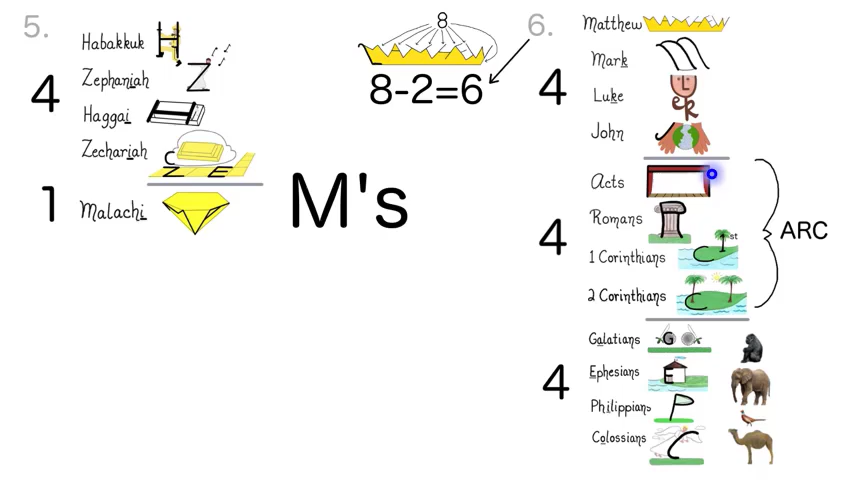 5.
4
Habakkuk
Zephaniah
Haggai
Zechariah
1
Malachi
M's
8
8-2=6
6.
4
Matthew
Mark
Luke
John
4
Acts
Romans
1 Corinthians
st
2 Corinthians
ARC
4
Galatians
Ephesians
Philippians
Colossians